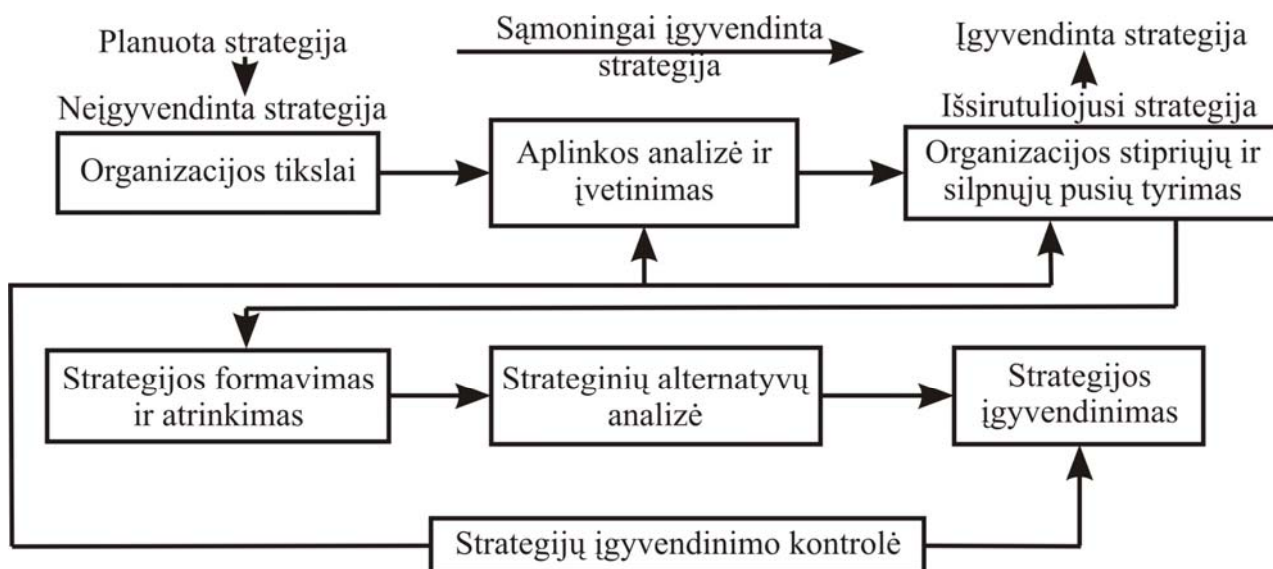 Planuota strategija
Neįgyvendinta strategija
Sąmoningai įgyvendinta
strategija
Įgyvendinta strategija
Išsirutuliojusi strategija
Organizacijos tikslai
Aplinkos analizė ir
įvetinimas
Organizacijos stipriųjų ir
silpnųjų pusių tyrimas
Strategijos formavimas
ir atrinkimas
Strateginių alternatyvų
analizė
Strategijos
įgyvendinimas
Strategijų įgyvendinimo kontrolė